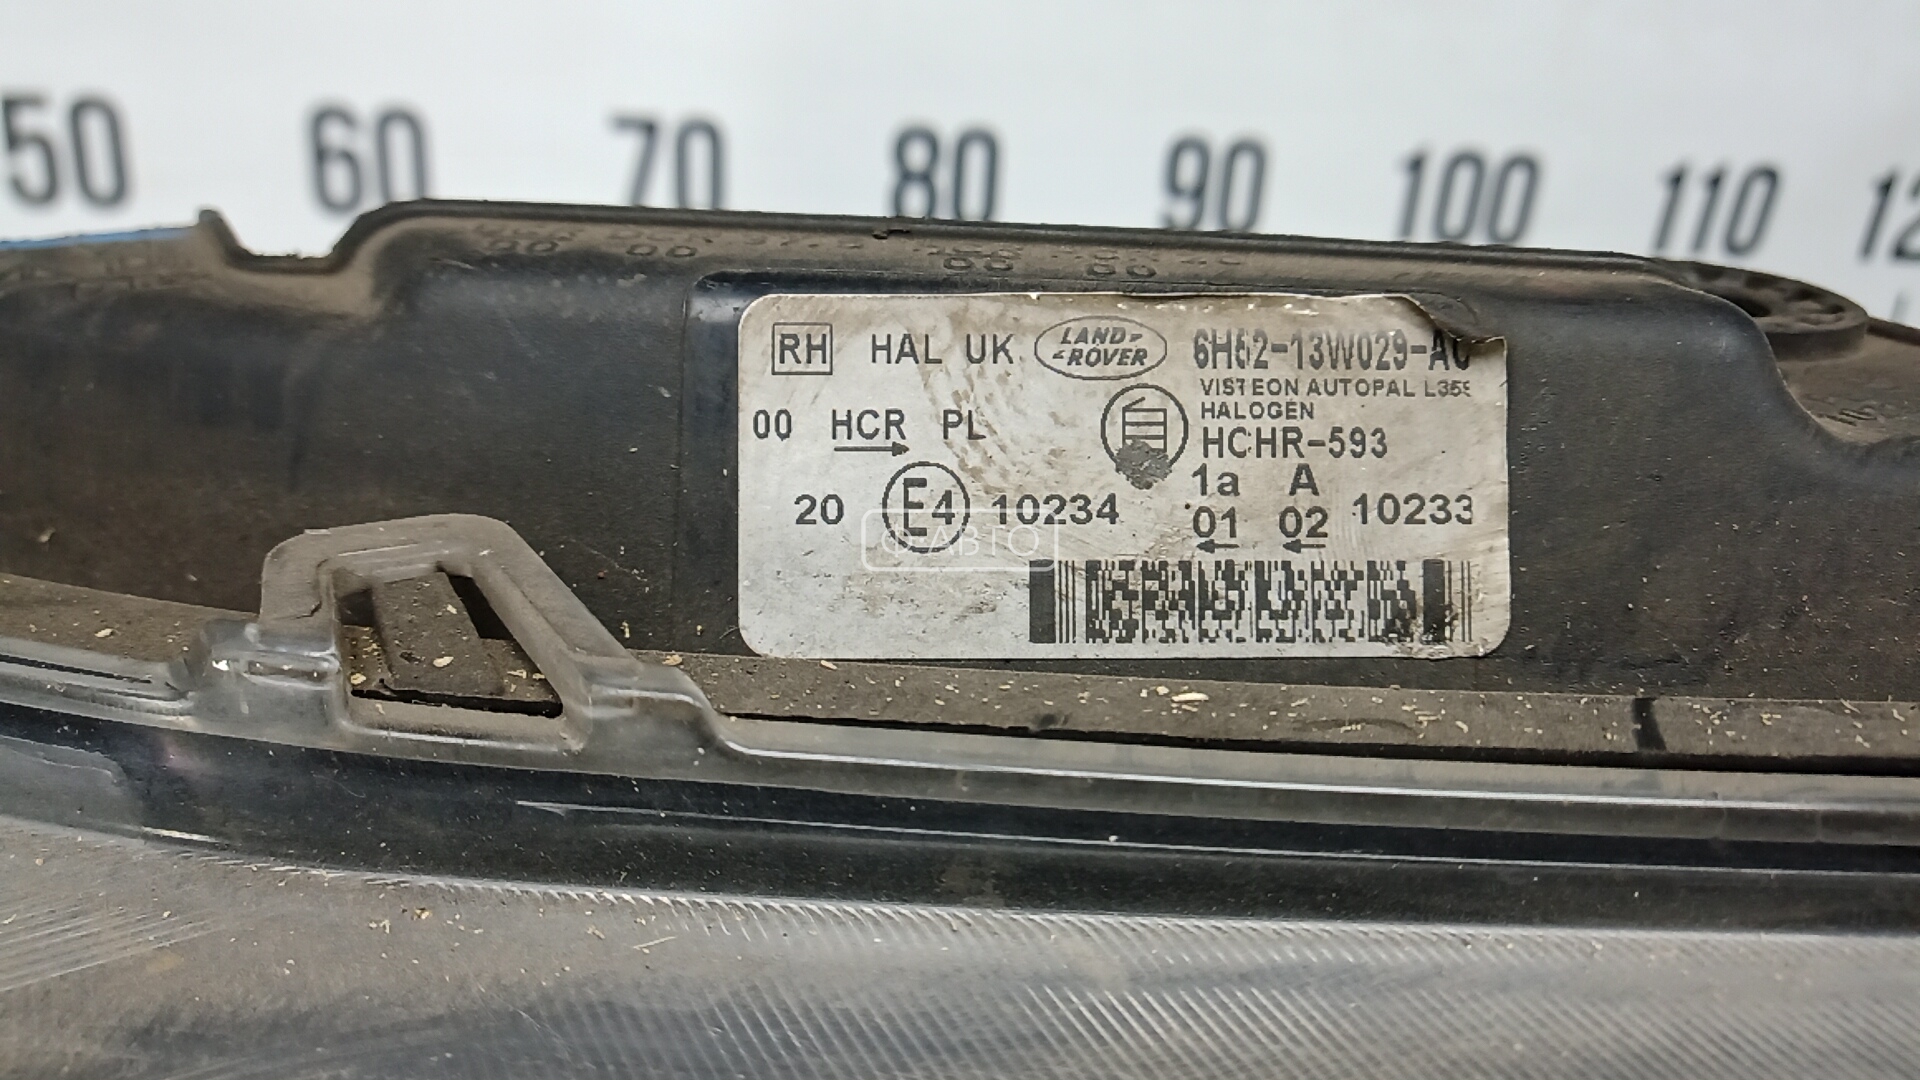 50 60 70 80 90 100 110
RH HAL UK LAND ROVER 6H52-13W029-AC
VISTEON AUTOPAL L359
00 HCR PL HALOGEN
HCHR-593
1a A
20 E4 10234 01 02 10233
ФАВТО